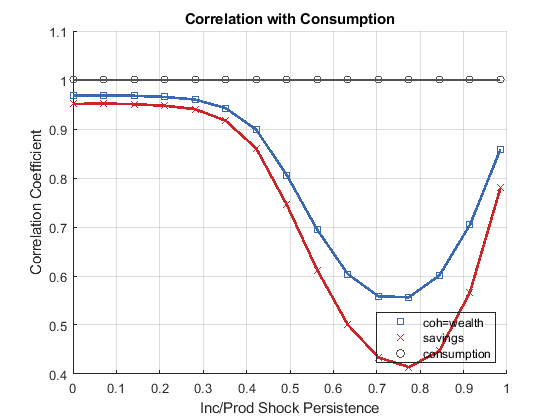 Correlation with Consumption
1.1
1
0.9
0.8
0.7
0.6
0.5
0.4
Correlation Coefficient
coh=wealth
savings
consumption
0 0.1 0.2 0.3 0.4 0.5 0.6 0.7 0.8 0.9 1
Inc/Prod Shock Persistence